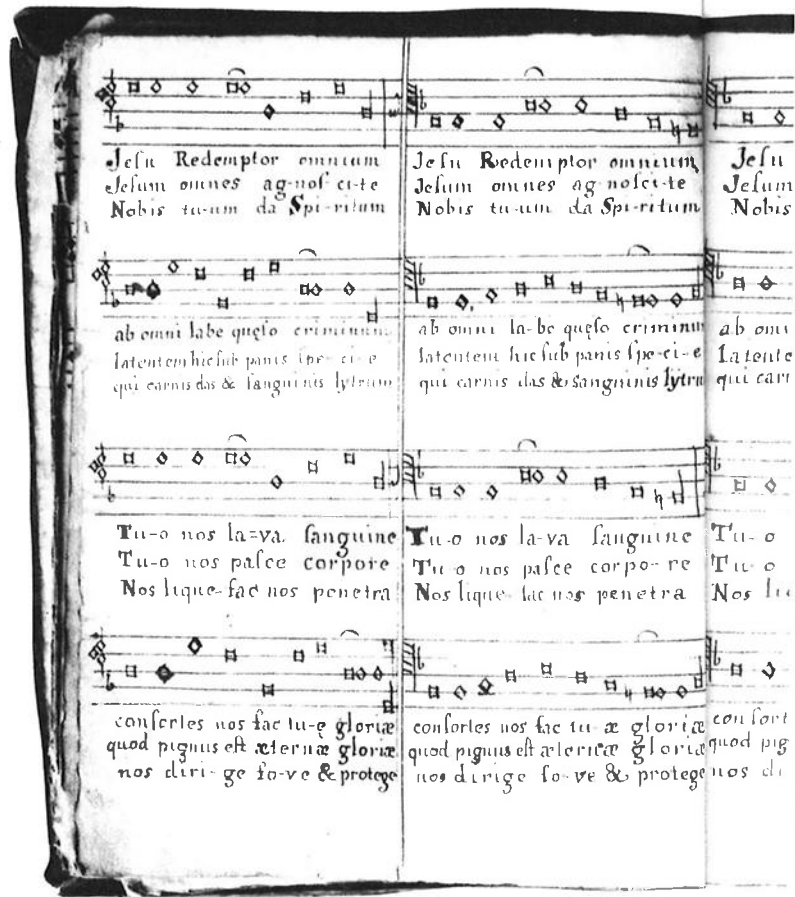 Jesu Redemptor omnium
Jesum omnes ag-nos-ci-te
Nobis tu-um da Spi-ritum
ab omni labe quęso criminum
latentem hic sub panis spe-ci-e
qui carnis das & sanguinis lytrum
Tu-o nos la=va sanguine
Tu-o nos pasce corpore
Nos lique-fac nos penetra
consortes nos fac tu-ę gloriæ
quod pignus est æternæ gloriæ
nos diri-ge fo-ve & protege
Jesu Redemptor omnium
Jesum omnes ag nosci-te
Nobis tu-um da Spi-ritum
ab omni la-be quęso criminum
latentem hic sub panis spe-ci-e
qui carnis das & sanguinis lytru
Tu-o nos la-va sanguine
Tu-o nos pasce corpo-re
Nos lique-fac nos penetra
consortes nos fac tu-æ gloriæ
quod pignus est æternæ gloriæ
nos dirige fo-ve & protege
Jesu
Jesum
Nobis
ab omni
latente
qui carn
Tu-o
Tu-o
Nos li
consort
quod pig
nos di